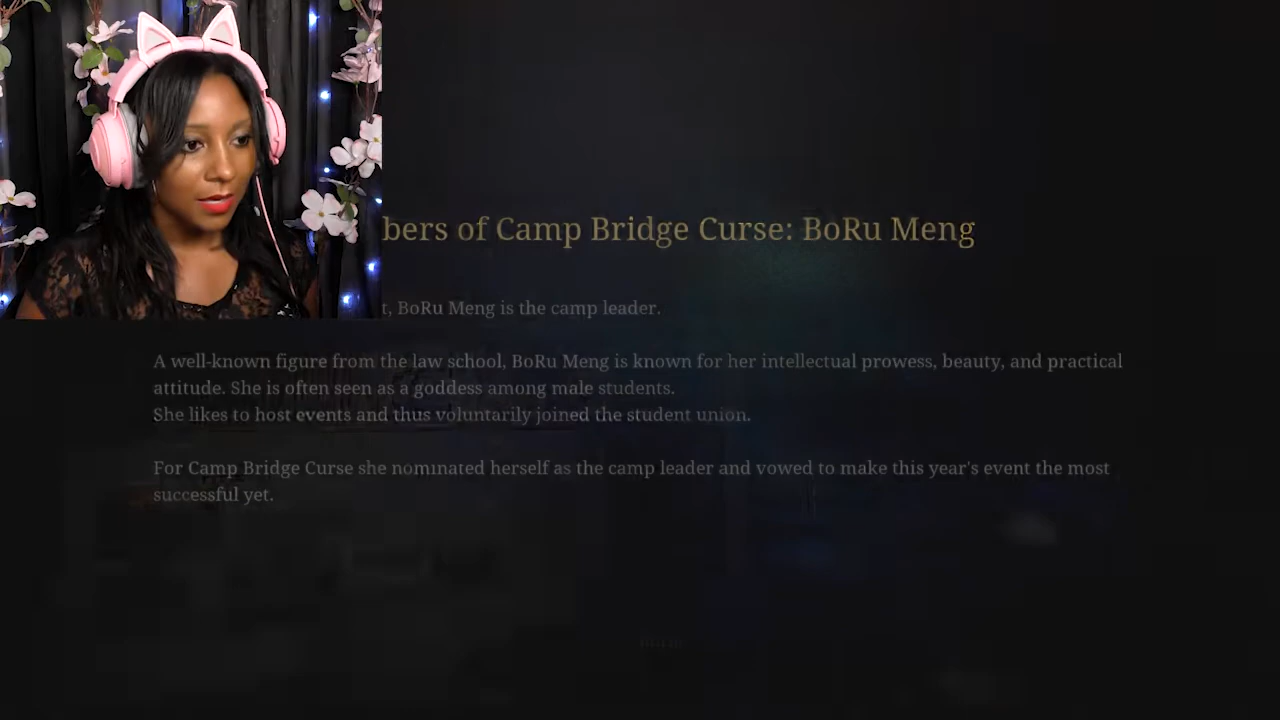 bers of Camp Bridge Curse: BoRu Meng
t, BoRu Meng is the camp leader.
A well-known figure from the law school, BoRu Meng is known for her intellectual prowess, beauty, and practical
attitude. She is often seen as a goddess among male students.
She likes to host events and thus voluntarily joined the student union.
For Camp Bridge Curse she nominated herself as the camp leader and vowed to make this year's event the most
successful yet.